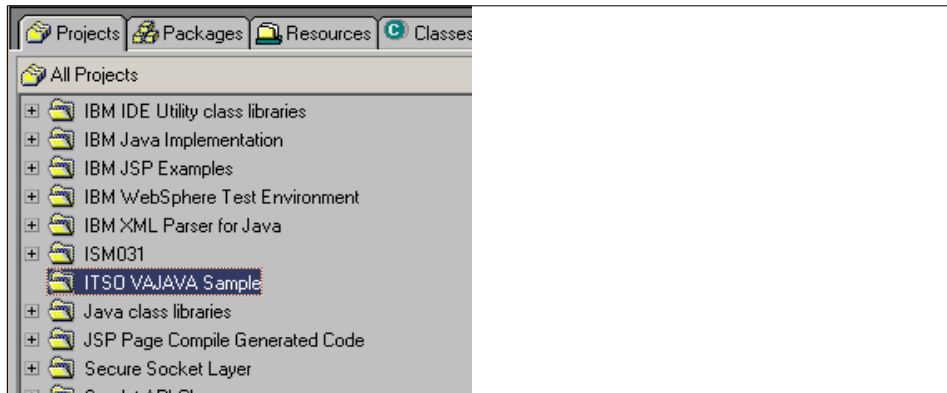 Projects Packages Resources Classes
All Projects
IBM IDE Utility class libraries
IBM Java Implementation
IBM JSP Examples
IBM WebSphere Test Environment
IBM XML Parser for Java
ISM031
ITSO VAJAVA Sample
Java class libraries
JSP Page Compile Generated Code
Secure Socket Layer